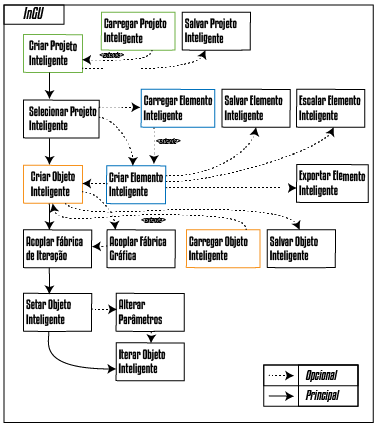 InGU
Carregar Projeto
Inteligente
Salvar Projeto
Inteligente
Criar Projeto
Inteligente
Selecionar Projeto
Inteligente
Carregar Elemento
Inteligente
Salvar Elemento
Inteligente
Escalar Elemento
Inteligente
Criar Objeto
Inteligente
Criar Elemento
Inteligente
Exportar Elemento
Inteligente
Acoplar Fábrica
de Iteração
Acoplar Fábrica
Gráfica
Carregar Objeto
Inteligente
Salvar Objeto
Inteligente
Setar Objeto
Inteligente
Alterar
Parâmetros
Iterar Objeto
Inteligente
Opcional
Principal